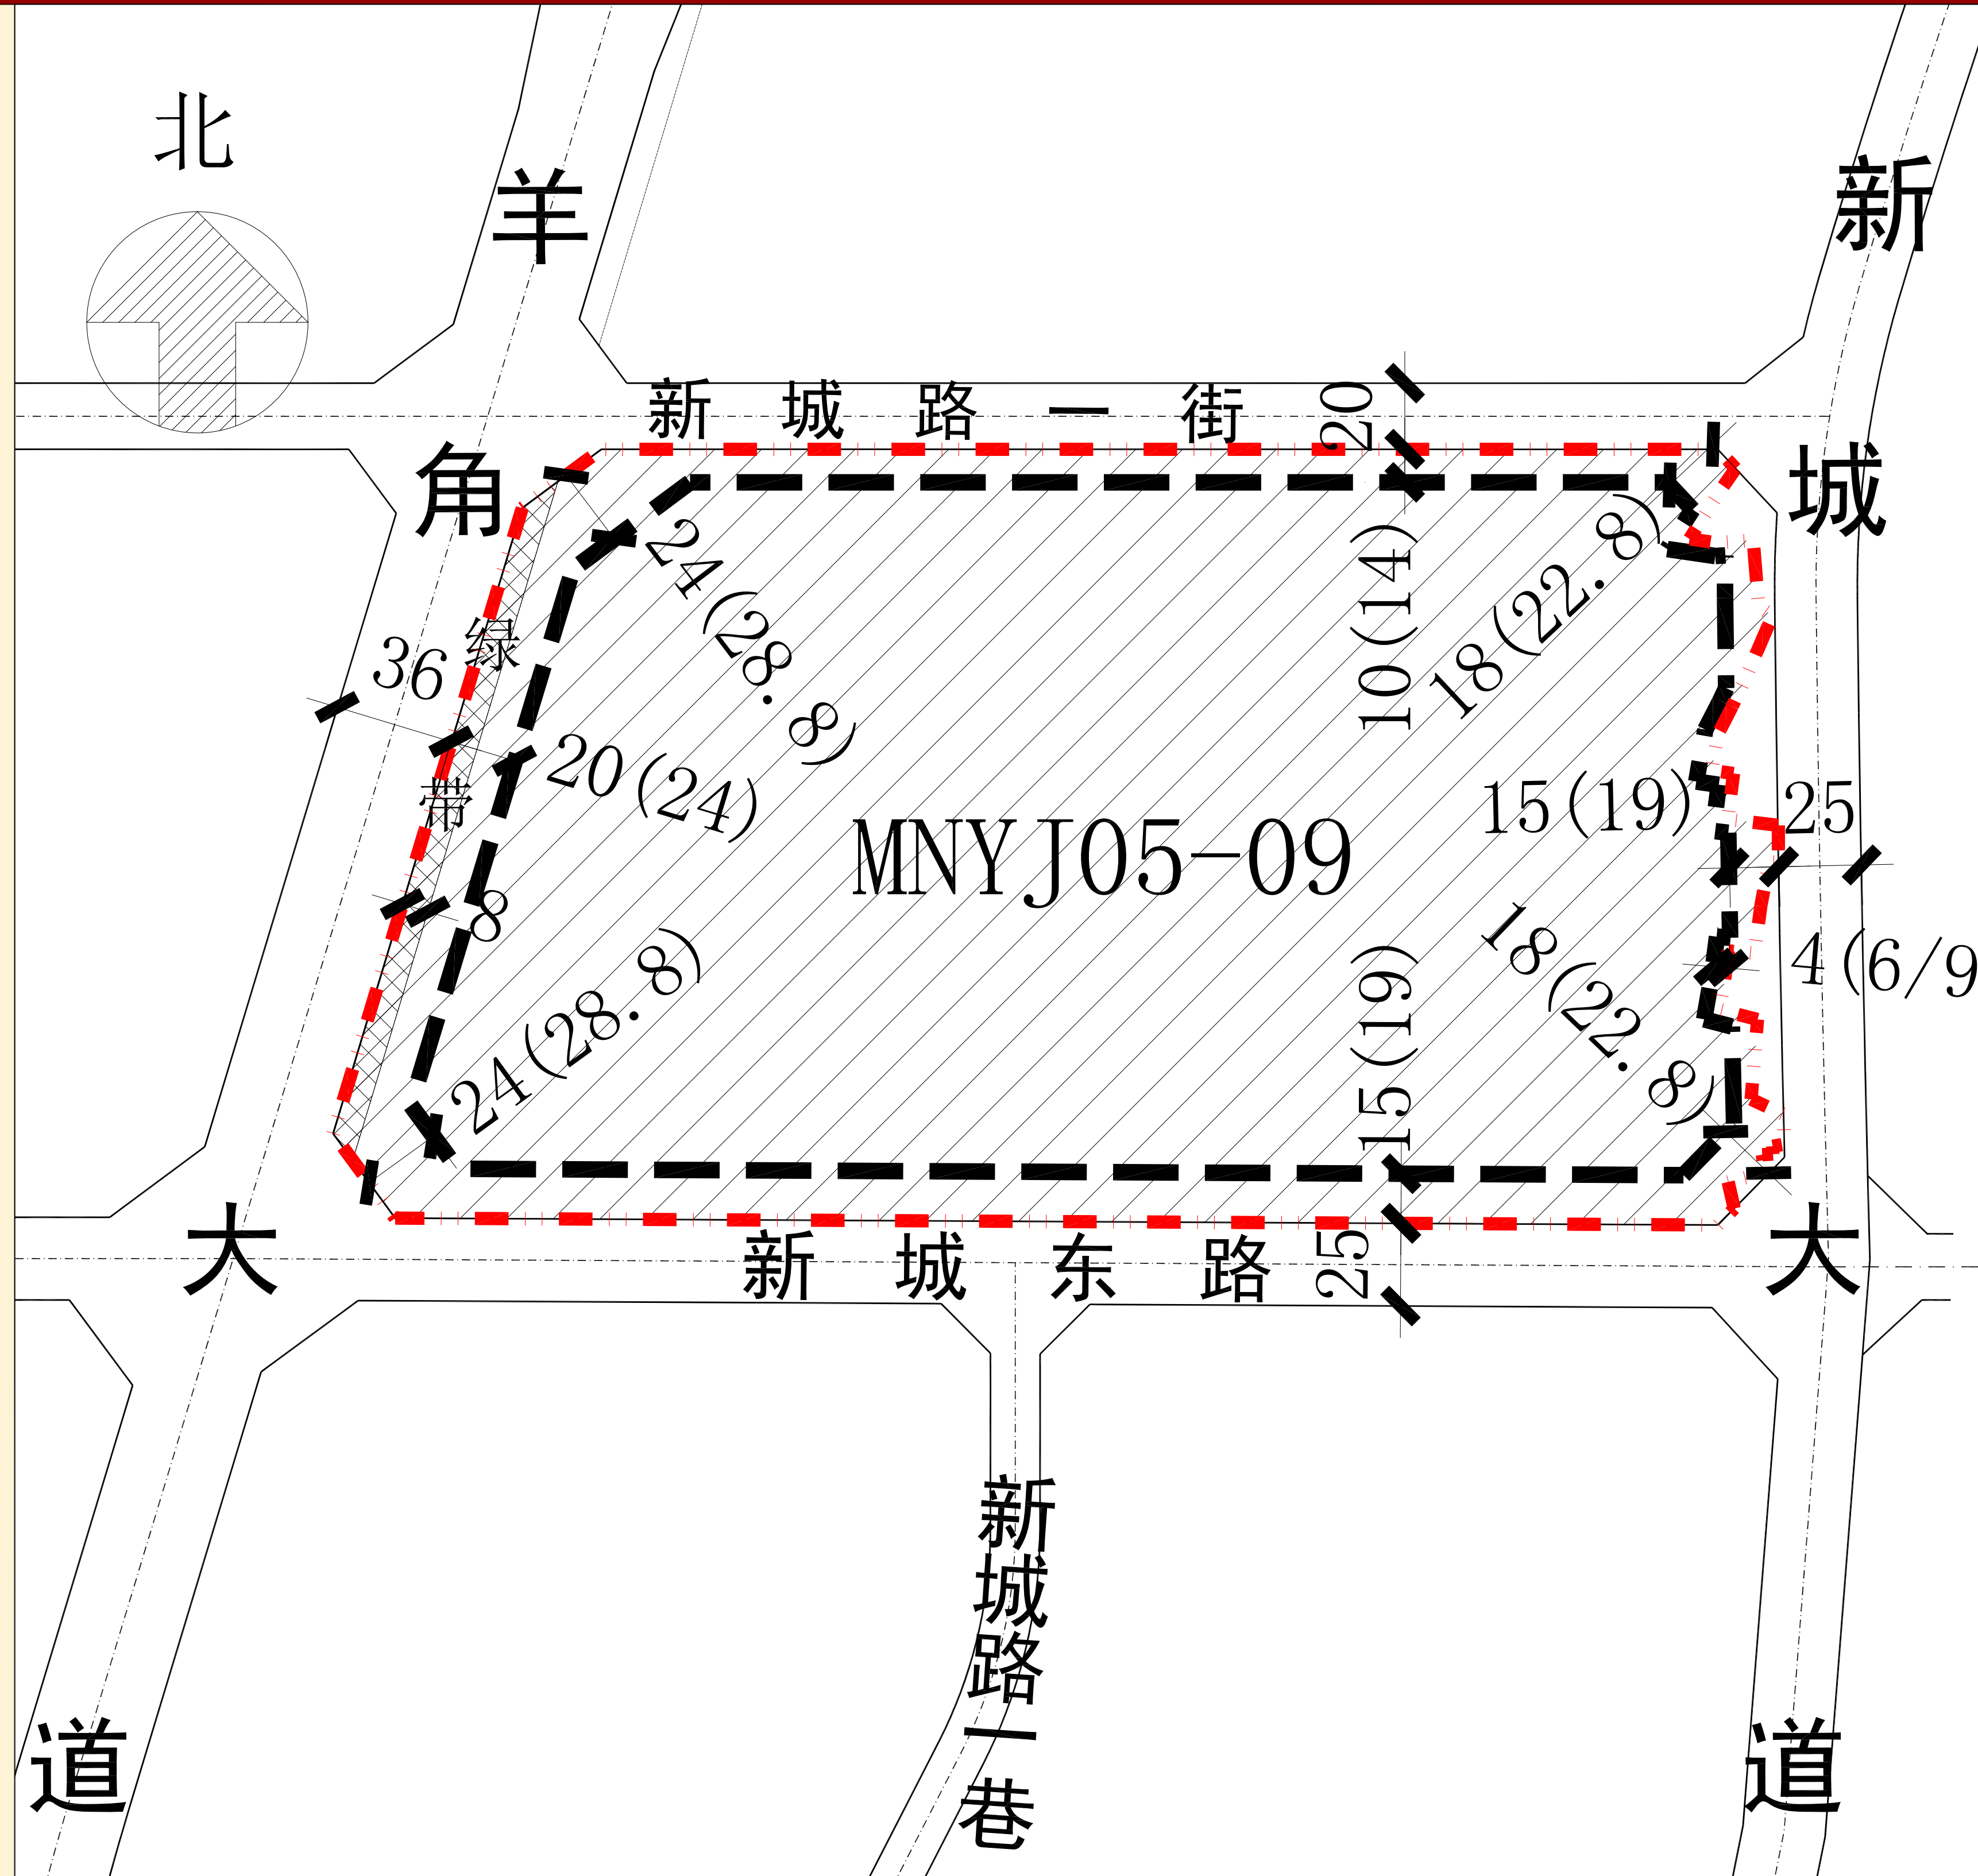 北
羊角大道
新城大道
新城路一街
20
10(14)
18(22.8)
24(28.8)
36
绿带
20(24)
MNYJ05-09
15(19)
25
8
24(28.8)
15(19)
18(22.8)
4(6/9
新城东路
25
新城路一巷